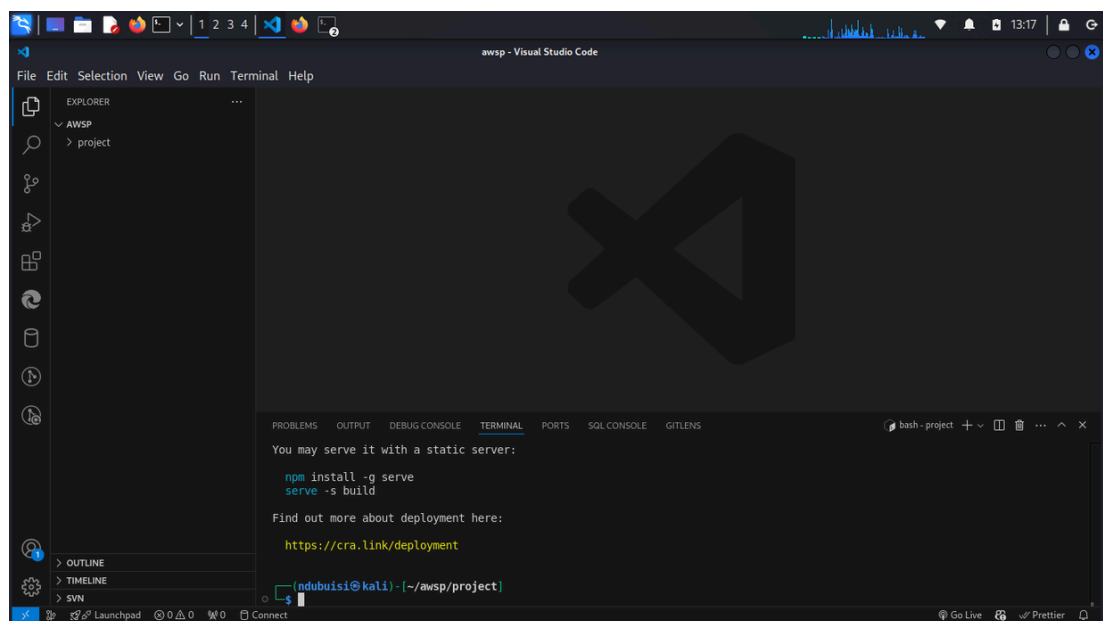 1 2 3 4
2
13:17
awsp - Visual Studio Code
File Edit Selection View Go Run Terminal Help
EXPLORER
AWSP
project
PROBLEMS OUTPUT DEBUG CONSOLE TERMINAL PORTS SQL CONSOLE GITLENS
bash - project
You may serve it with a static server:
npm install -g serve
serve -s build
Find out more about deployment here:
https://cra.link/deployment
(ndubuisi㉿kali)-[~/awsp/project]
$
1
OUTLINE
TIMELINE
SVN
Launchpad 0 0 0 Connect
Go Live Prettier